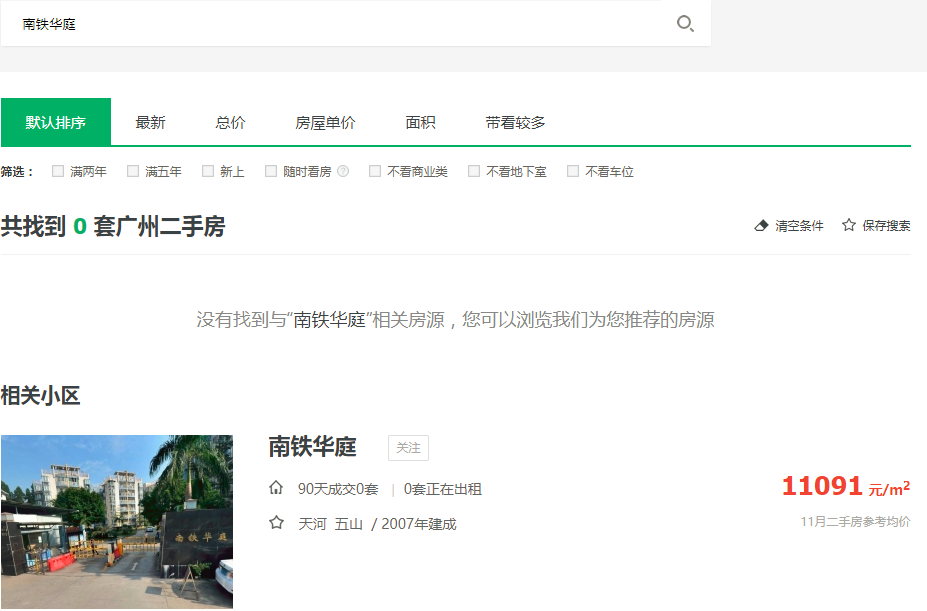 南铁华庭
默认排序 最新 总价 房屋单价 面积 带看较多
筛选： 满两年 满五年 新上 随时看房 ? 不看商业类 不看地下室 不看车位
共找到 0 套广州二手房 清空条件 保存搜索
没有找到与“南铁华庭”相关房源，您可以浏览我们为您推荐的房源
相关小区
南铁华庭 关注
90天成交0套 | 0套正在出租
11091 元/m²
天河 五山 / 2007年建成
11月二手房参考均价
南铁华庭